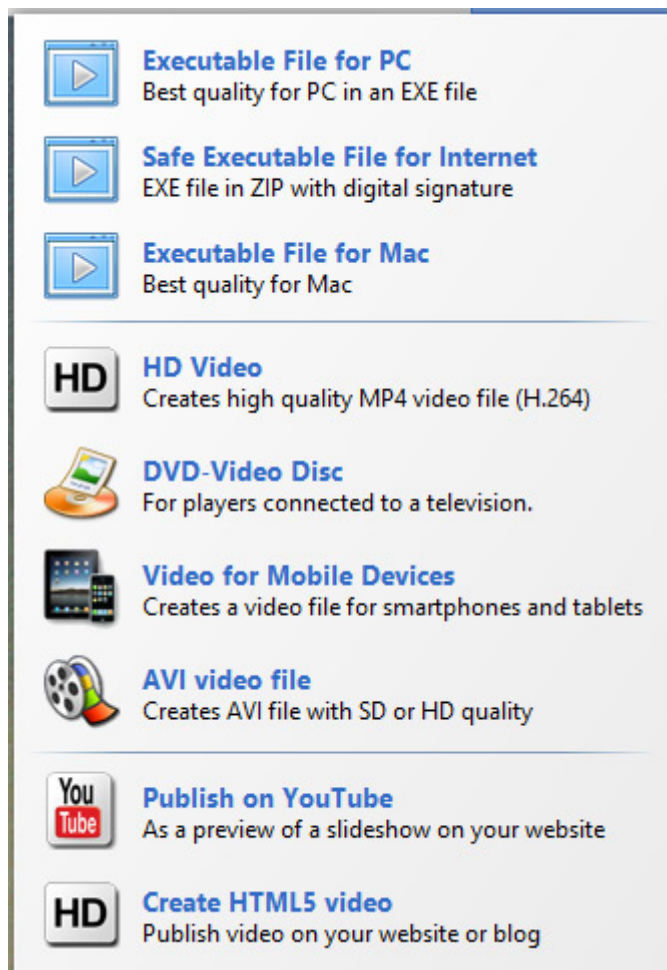 Executable File for PC
Best quality for PC in an EXE file
Safe Executable File for Internet
EXE file in ZIP with digital signature
Executable File for Mac
Best quality for Mac
HD
HD Video
Creates high quality MP4 video file (H.264)
DVD-Video Disc
For players connected to a television.
Video for Mobile Devices
Creates a video file for smartphones and tablets
AVI video file
Creates AVI file with SD or HD quality
You
Tube
Publish on YouTube
As a preview of a slideshow on your website
HD
Create HTML5 video
Publish video on your website or blog